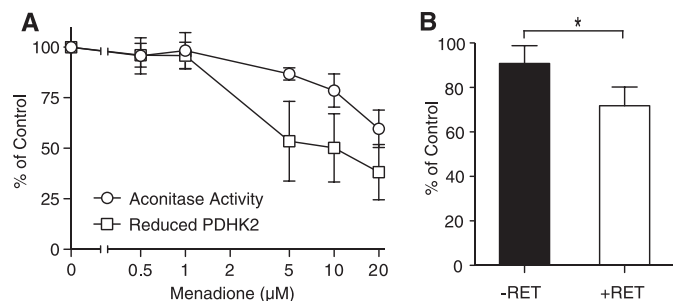 A
% of Control
100
75
50
25
0
Aconitase Activity
Reduced PDHK2
0 0.5 1 2 5 10 20
Menadione (µM)
B
*
% of Control
100
80
60
40
20
0
-RET +RET